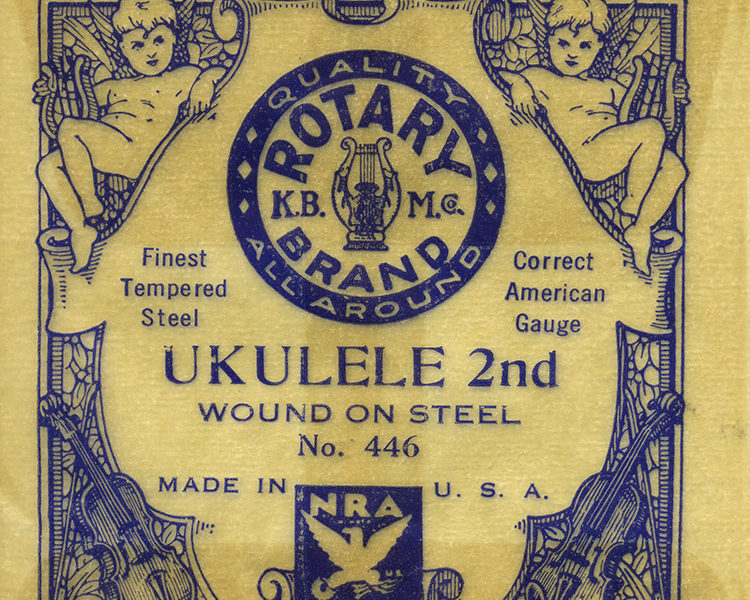 QUALITY
ROTARY
K.B. M.Co.
BRAND
ALL AROUND
Finest
Tempered
Steel
Correct
American
Gauge
UKULELE 2nd
WOUND ON STEEL
No. 446
MADE IN U. S. A.
NRA